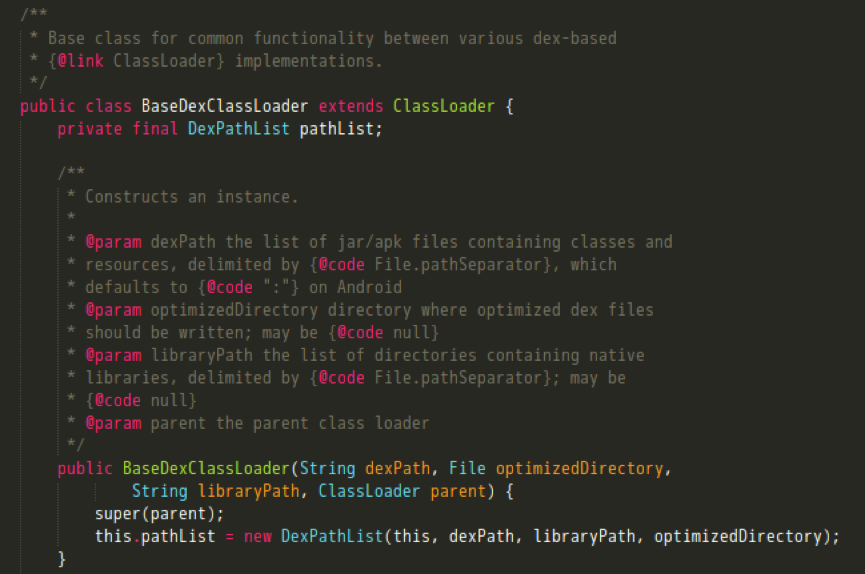 /**
 * Base class for common functionality between various dex-based
 * {@link ClassLoader} implementations.
 */
public class BaseDexClassLoader extends ClassLoader {
    private final DexPathList pathList;

    /**
     * Constructs an instance.
     *
     * @param dexPath the list of jar/apk files containing classes and
     * resources, delimited by {@code File.pathSeparator}, which
     * defaults to {@code ":"} on Android
     * @param optimizedDirectory directory where optimized dex files
     * should be written; may be {@code null}
     * @param libraryPath the list of directories containing native
     * libraries, delimited by {@code File.pathSeparator}; may be
     * {@code null}
     * @param parent the parent class loader
     */
    public BaseDexClassLoader(String dexPath, File optimizedDirectory,
            String libraryPath, ClassLoader parent) {
        super(parent);
        this.pathList = new DexPathList(this, dexPath, libraryPath, optimizedDirectory);
    }